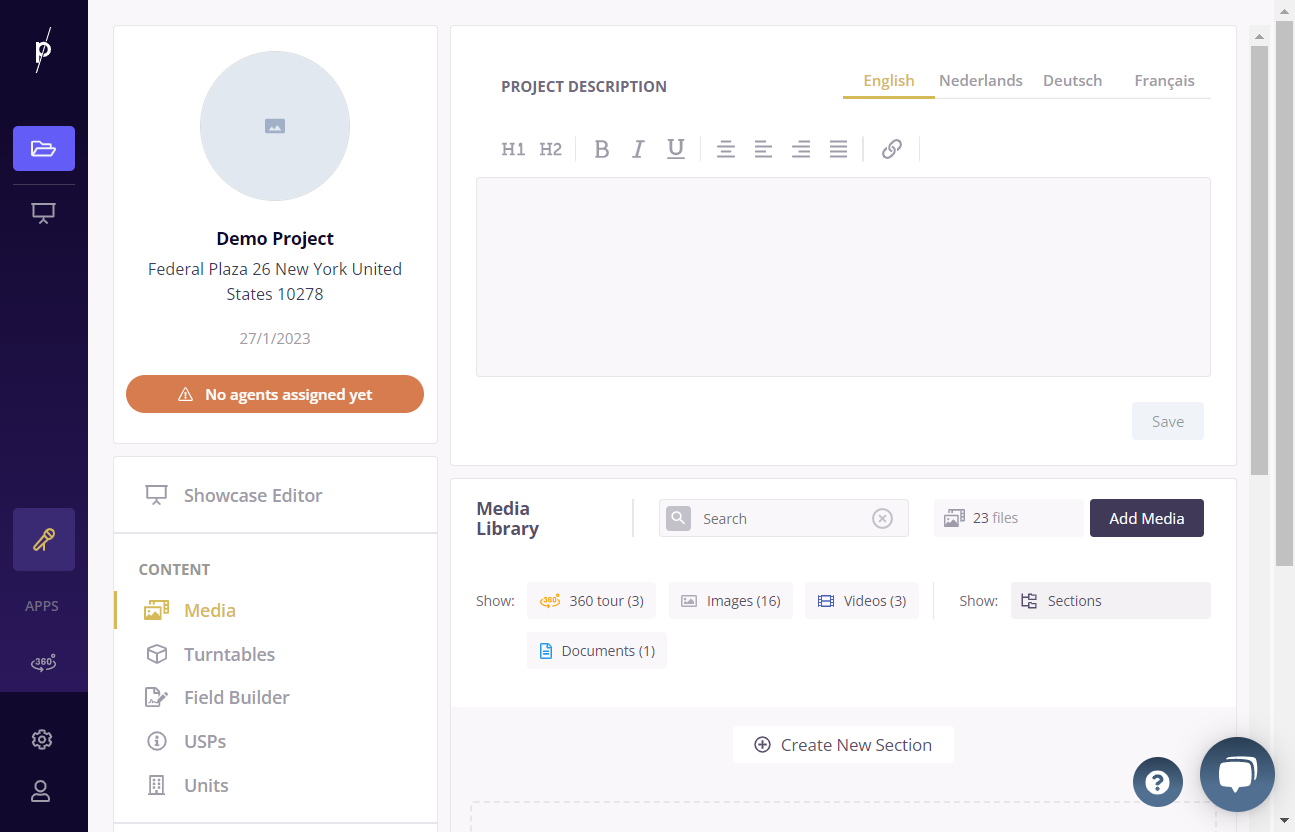 p
APPS
360°
Demo Project
Federal Plaza 26 New York United
States 10278
27/1/2023
No agents assigned yet
Showcase Editor
CONTENT
Media
Turntables
Field Builder
USPs
Units
PROJECT DESCRIPTION
English Nederlands Deutsch Français
H1 H2 B I U
Save
Media
Library
Search
23 files
Add Media
Show: 360° 360 tour (3) Images (16) Videos (3) Show: Sections
Documents (1)
Create New Section
?